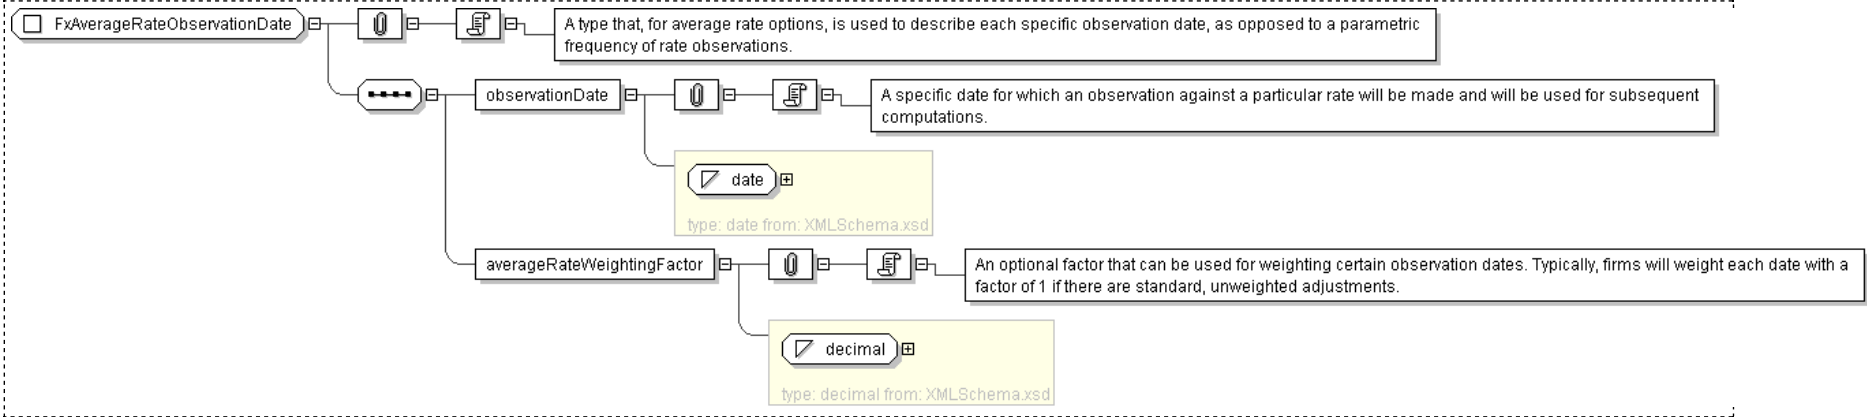 FxAverageRateObservationDate
A type that, for average rate options, is used to describe each specific observation date, as opposed to a parametric
frequency of rate observations.
observationDate
A specific date for which an observation against a particular rate will be made and will be used for subsequent
computations.
date
type: date from: XMLSchema.xsd
averageRateWeightingFactor
An optional factor that can be used for weighting certain observation dates. Typically, firms will weight each date with a
factor of 1 if there are standard, unweighted adjustments.
decimal
type: decimal from: XMLSchema.xsd